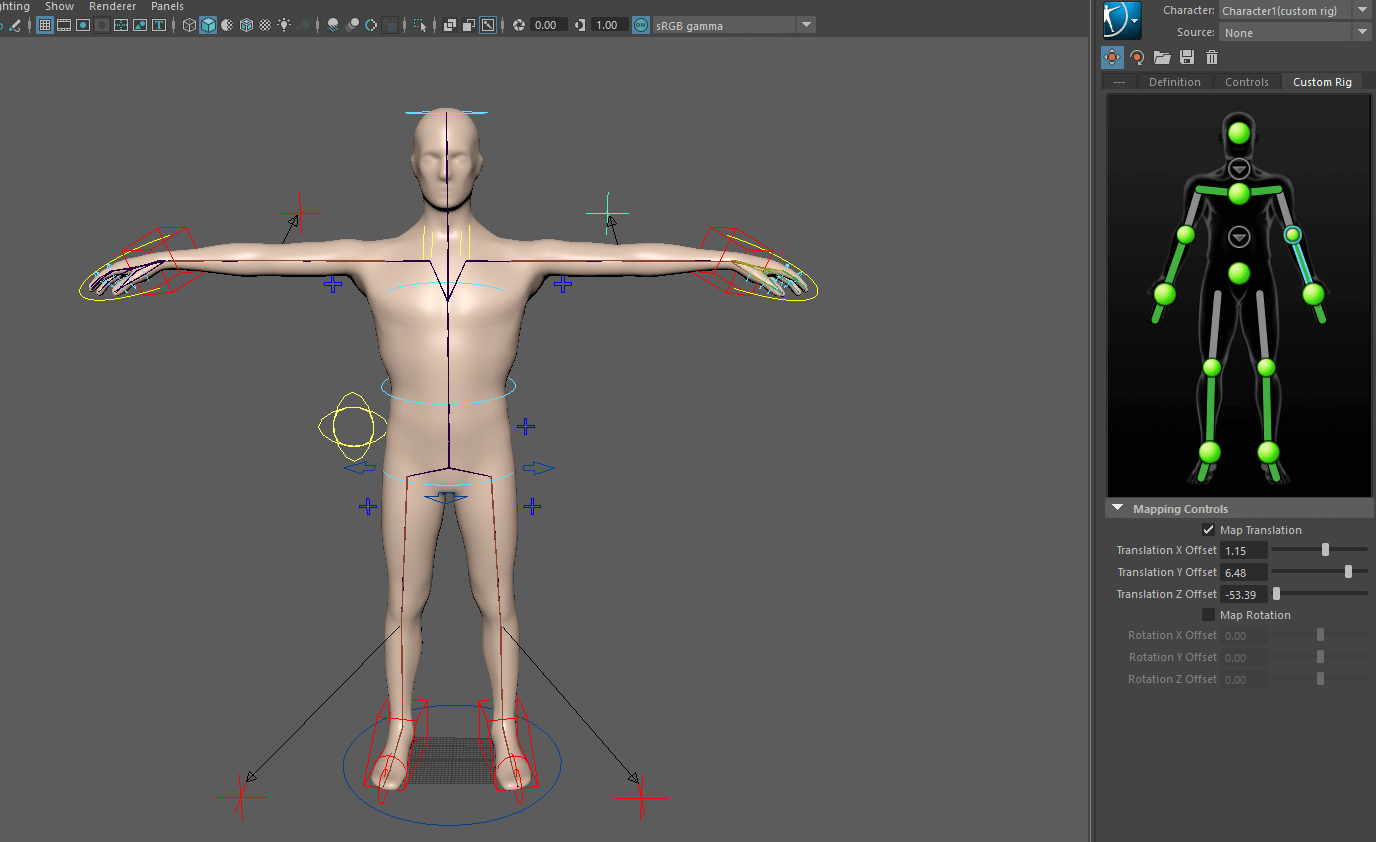 ghting Show Renderer Panels
0.00 1.00 ON sRGB gamma
Character: Character1(custom rig)
Source: None
--- Definition Controls Custom Rig
Mapping Controls
Map Translation
Translation X Offset 1.15
Translation Y Offset 6.48
Translation Z Offset -53.39
Map Rotation
Rotation X Offset 0.00
Rotation Y Offset 0.00
Rotation Z Offset 0.00